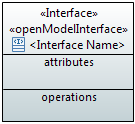 «Interface»
«openModelInterface»
<Interface Name>
attributes
operations